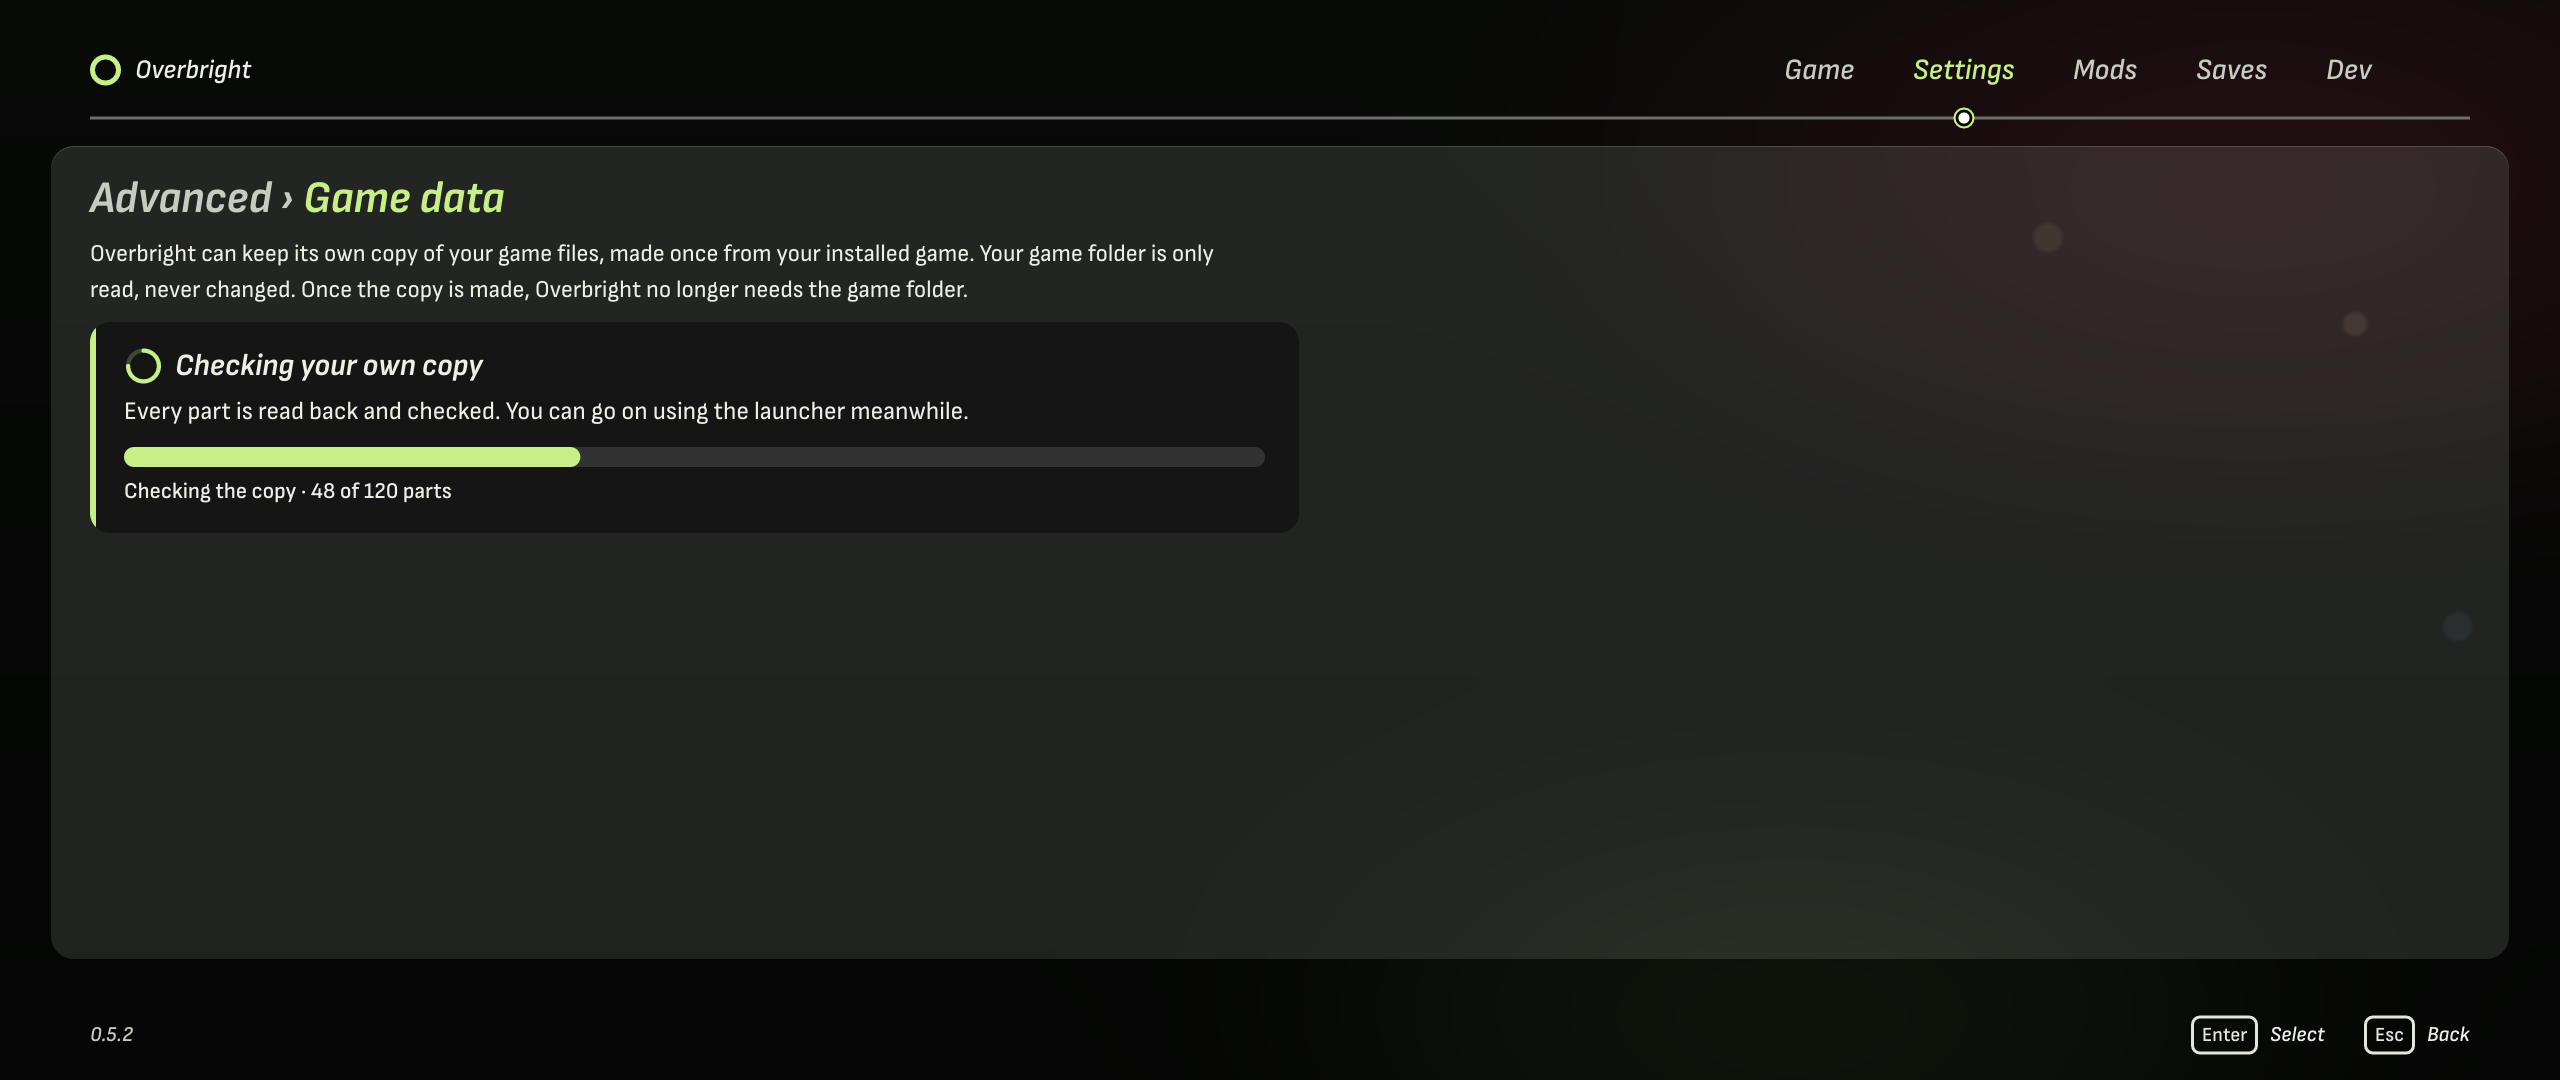 Overbright
Game Settings Mods Saves Dev
Advanced › Game data
Overbright can keep its own copy of your game files, made once from your installed game. Your game folder is only
read, never changed. Once the copy is made, Overbright no longer needs the game folder.
Checking your own copy
Every part is read back and checked. You can go on using the launcher meanwhile.
Checking the copy · 48 of 120 parts
0.5.2
Enter Select Esc Back